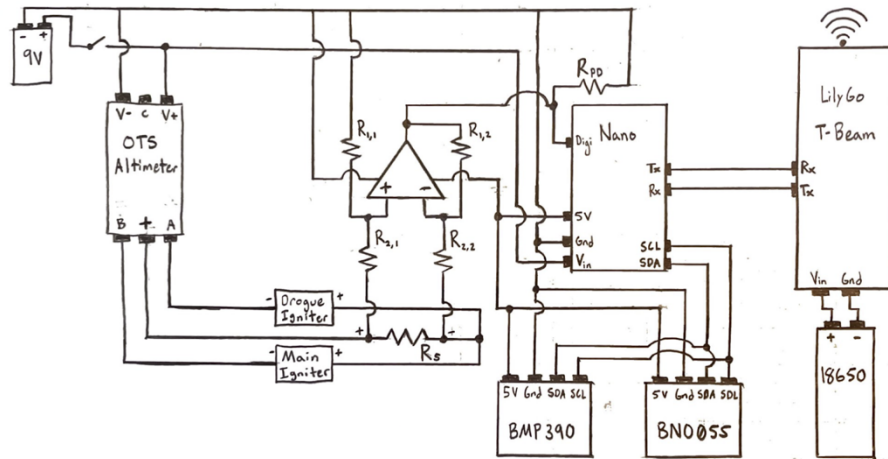 - +
9V
V- C V+
OTS
Altimeter
B + A
R1,1
R1,2
+ -
R2,1
R2,2
RPD
Digi
Nano
Tx
Rx
5V
Gnd
Vin
SCL
SDA
LilyGo
T-Beam
Rx
Tx
Vin Gnd
+ -
18650
- Drogue +
Igniter
- Main +
Igniter
+ -
RS
5V Gnd SDA SCL
BMP390
5V Gnd SDA SDL
BNO055